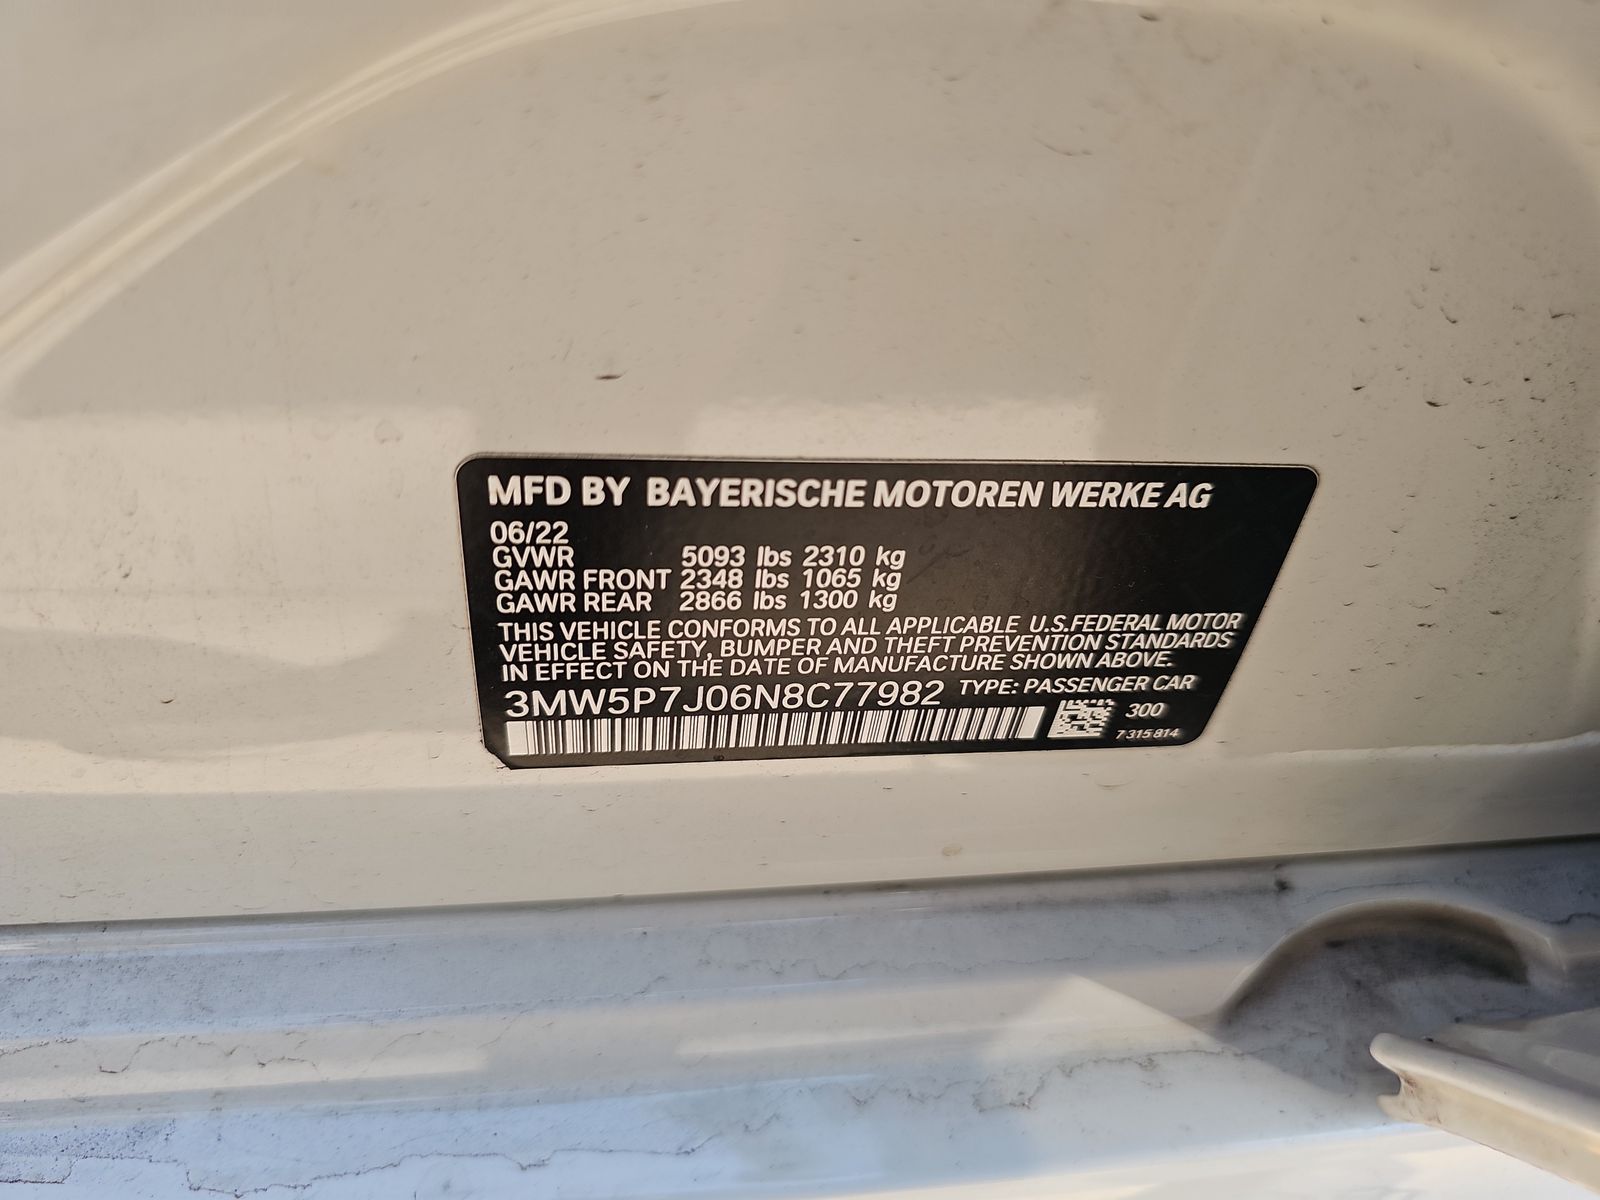 MFD BY BAYERISCHE MOTOREN WERKE AG
06/22
GVWR 5093 lbs 2310 kg
GAWR FRONT 2348 lbs 1065 kg
GAWR REAR 2866 lbs 1300 kg
THIS VEHICLE CONFORMS TO ALL APPLICABLE U.S.FEDERAL MOTOR
VEHICLE SAFETY, BUMPER AND THEFT PREVENTION STANDARDS
IN EFFECT ON THE DATE OF MANUFACTURE SHOWN ABOVE.
3MW5P7J06N8C77982 TYPE: PASSENGER CAR
300
7 315 814